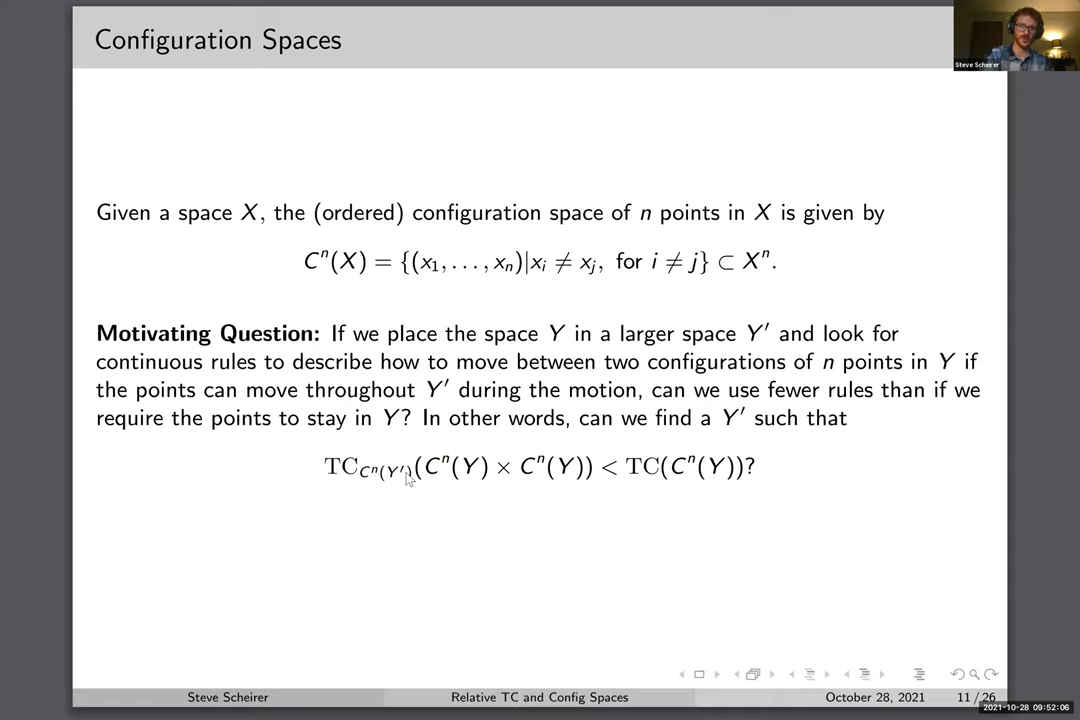 Configuration Spaces
Steve Scheirer
Given a space X, the (ordered) configuration space of n points in X is given by
Cⁿ(X) = {(x₁, . . . , xₙ)|xᵢ ≠ xⱼ, for i ≠ j} ⊂ Xⁿ.
Motivating Question: If we place the space Y in a larger space Y′ and look for
continuous rules to describe how to move between two configurations of n points in Y if
the points can move throughout Y′ during the motion, can we use fewer rules than if we
require the points to stay in Y? In other words, can we find a Y′ such that
TC_{Cⁿ(Y′)}(Cⁿ(Y) × Cⁿ(Y)) < TC(Cⁿ(Y))?
Steve Scheirer Relative TC and Config Spaces October 28, 2021 11 / 26
2021-10-28 09:52:06